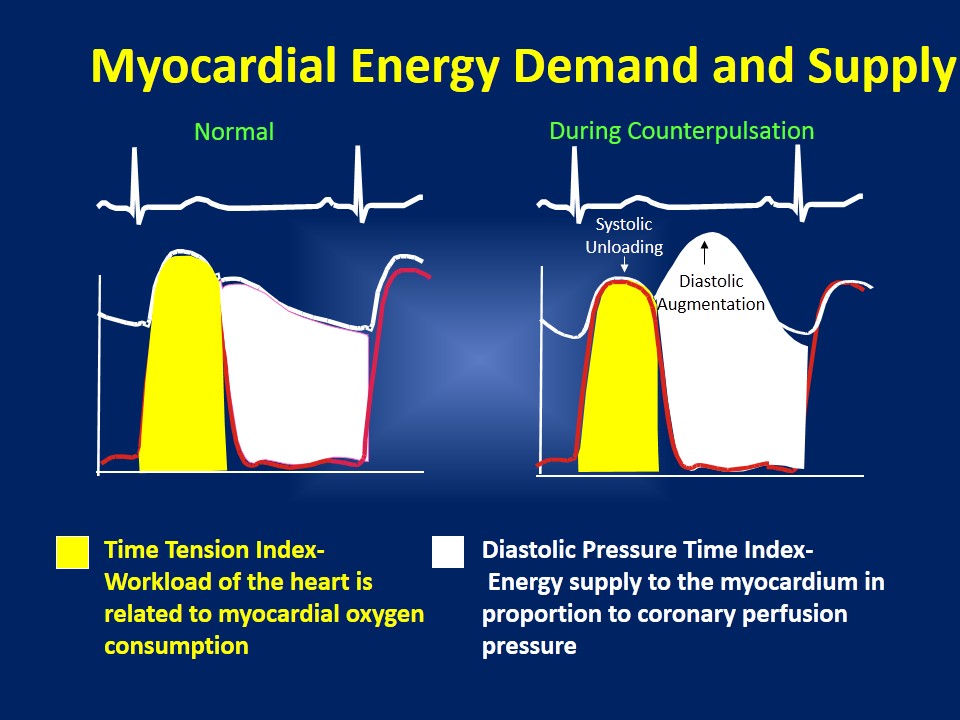 Myocardial Energy Demand and Supply
Normal
During Counterpulsation
Systolic
Unloading
Diastolic
Augmentation
Time Tension Index-
Workload of the heart is
related to myocardial oxygen
consumption
Diastolic Pressure Time Index-
Energy supply to the myocardium in
proportion to coronary perfusion
pressure